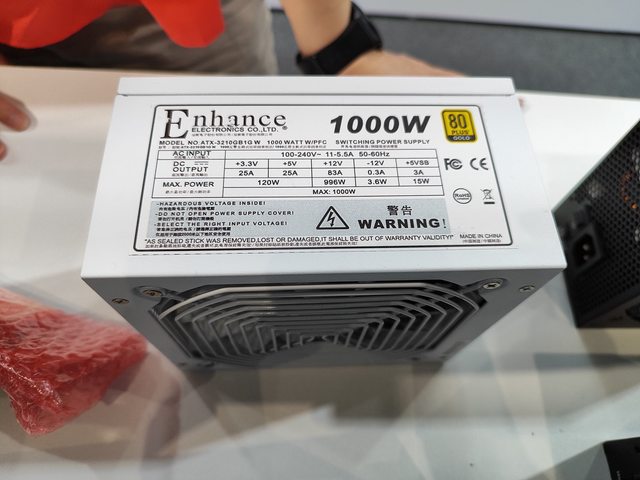 Enhance
ELECTRONICS CO.,LTD. ®
1000W
80
PLUS
GOLD
MODEL NO ATX-3210GB1G W 1000 WATT W/PFC SWITCHING POWER SUPPLY
AC INPUT 100-240V~ 11-5.5A 50-60Hz
DC OUTPUT +3.3V +5V +12V -12V +5VSB
25A 25A 83A 0.3A 3A
MAX. POWER 120W 996W 3.6W 15W
MAX: 1000W
FC CE
RoHS
-HAZARDOUS VOLTAGE INSIDE!
-DO NOT OPEN POWER SUPPLY COVER!
-SELECT THE RIGHT INPUT VOLTAGE!
警告
WARNING!
"AS SEALED STICK WAS REMOVED,LOST OR DAMAGED,IT SHALL BE OUT OF WARRANTY VALIDITY!"
MADE IN CHINA